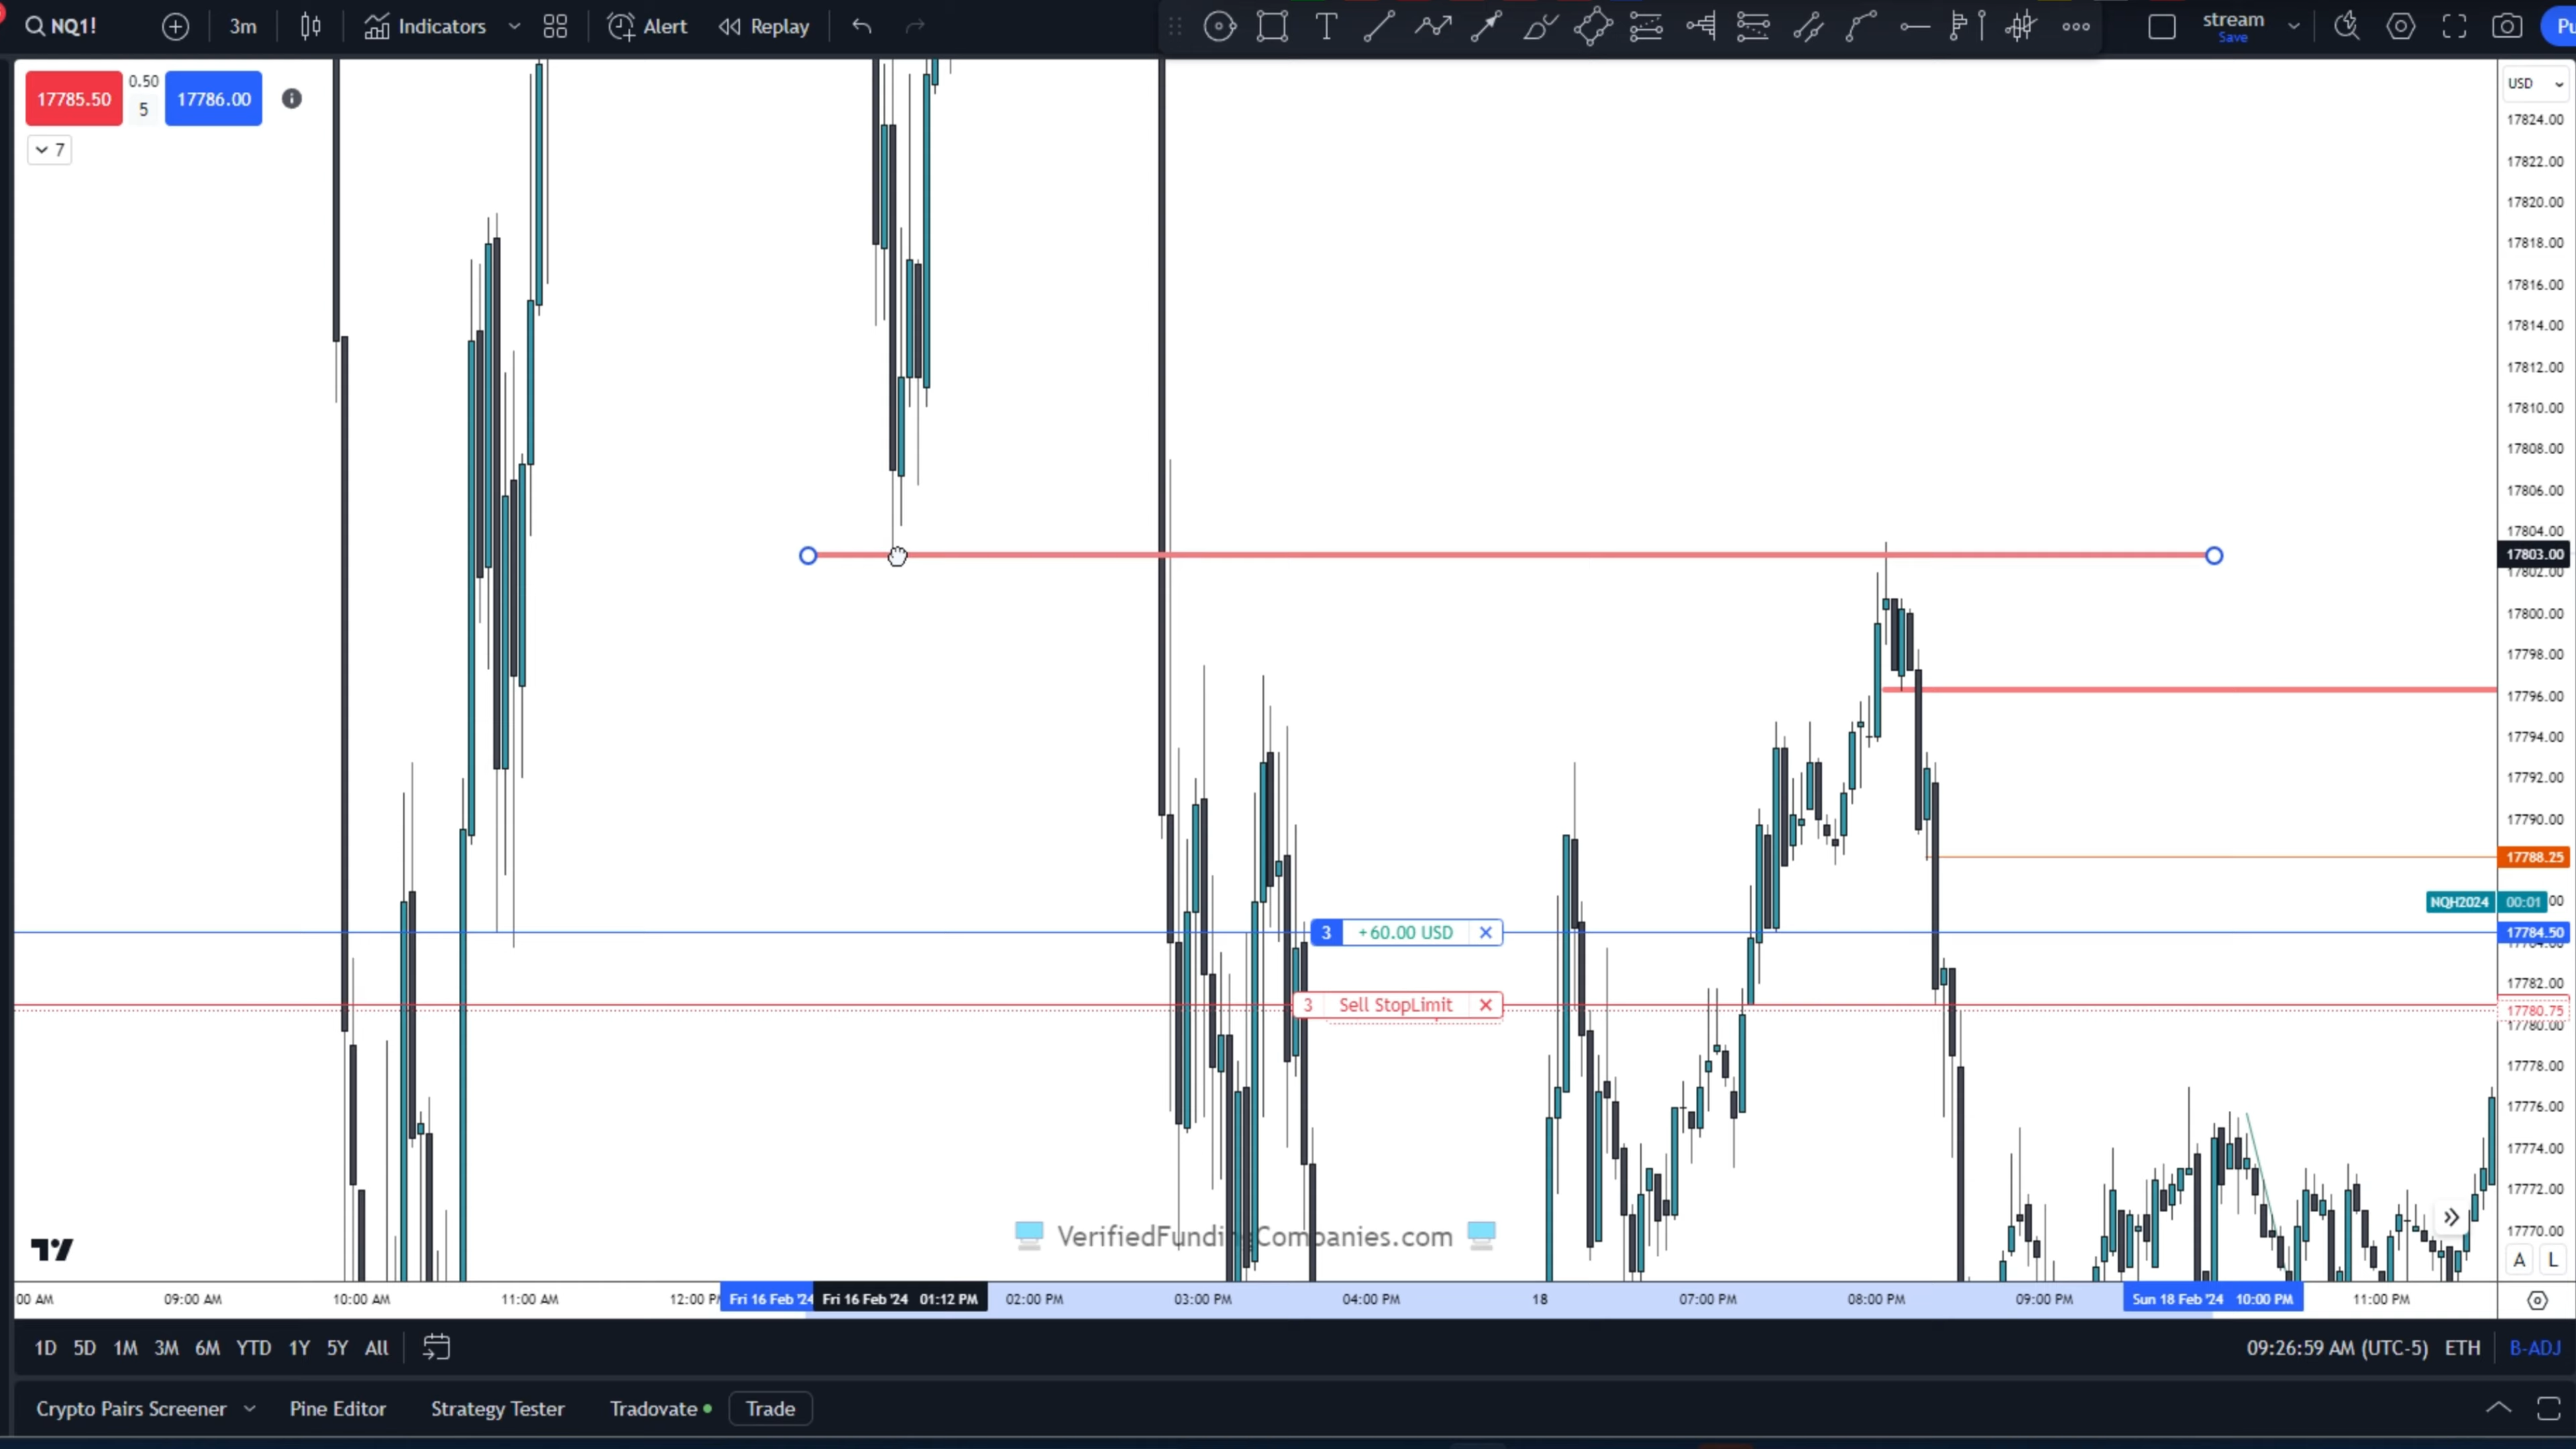 NQ1! 3m Indicators Alert Replay stream Save Pu
17785.50 0.50 5 17786.00
7
USD
17824.00
17822.00
17820.00
17818.00
17816.00
17814.00
17812.00
17810.00
17808.00
17806.00
17804.00
17803.00
17802.00
17800.00
17798.00
17796.00
17794.00
17792.00
17790.00
17788.25
NQH2024 00:01 00
3 +60.00 USD 17784.50
17784.00
17782.00
3 Sell StopLimit 17780.75
17780.00
17778.00
17776.00
17774.00
17772.00
17770.00
VerifiedFundingCompanies.com
A L
00 AM 09:00 AM 10:00 AM 11:00 AM 12:00 P Fri 16 Feb '24 Fri 16 Feb '24 01:12 PM 02:00 PM 03:00 PM 04:00 PM 18 07:00 PM 08:00 PM 09:00 PM Sun 18 Feb '24 10:00 PM 11:00 PM
1D 5D 1M 3M 6M YTD 1Y 5Y All 09:26:59 AM (UTC-5) ETH B-ADJ
Crypto Pairs Screener Pine Editor Strategy Tester Tradovate Trade